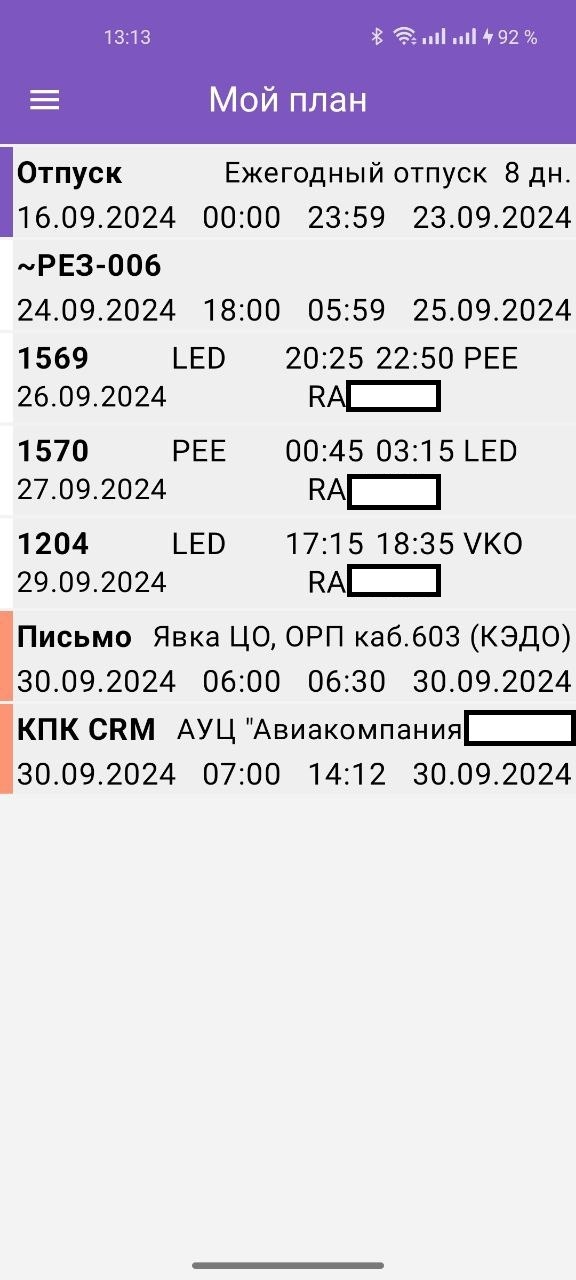 13:13 92 %
Мой план
Отпуск Ежегодный отпуск 8 дн.
16.09.2024 00:00 23:59 23.09.2024
~РЕЗ-006
24.09.2024 18:00 05:59 25.09.2024
1569 LED 20:25 22:50 PEE
26.09.2024 RA
1570 PEE 00:45 03:15 LED
27.09.2024 RA
1204 LED 17:15 18:35 VKO
29.09.2024 RA
Письмо Явка ЦО, ОРП каб.603 (КЭДО)
30.09.2024 06:00 06:30 30.09.2024
КПК CRM АУЦ "Авиакомпания
30.09.2024 07:00 14:12 30.09.2024